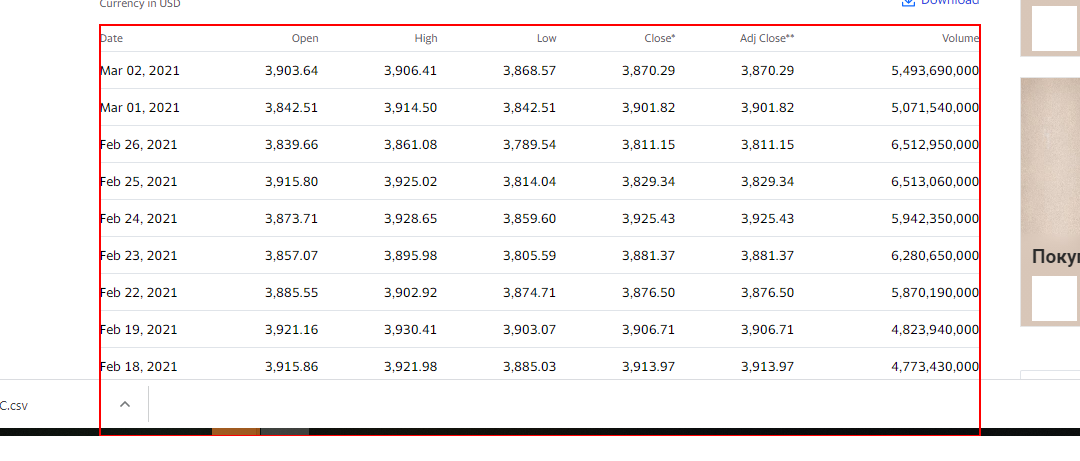 Currency in USD
Download
Date Open High Low Close* Adj Close** Volume
Mar 02, 2021 3,903.64 3,906.41 3,868.57 3,870.29 3,870.29 5,493,690,000
Mar 01, 2021 3,842.51 3,914.50 3,842.51 3,901.82 3,901.82 5,071,540,000
Feb 26, 2021 3,839.66 3,861.08 3,789.54 3,811.15 3,811.15 6,512,950,000
Feb 25, 2021 3,915.80 3,925.02 3,814.04 3,829.34 3,829.34 6,513,060,000
Feb 24, 2021 3,873.71 3,928.65 3,859.60 3,925.43 3,925.43 5,942,350,000
Feb 23, 2021 3,857.07 3,895.98 3,805.59 3,881.37 3,881.37 6,280,650,000
Feb 22, 2021 3,885.55 3,902.92 3,874.71 3,876.50 3,876.50 5,870,190,000
Feb 19, 2021 3,921.16 3,930.41 3,903.07 3,906.71 3,906.71 4,823,940,000
Feb 18, 2021 3,915.86 3,921.98 3,885.03 3,913.97 3,913.97 4,773,430,000
Покуп
C.csv